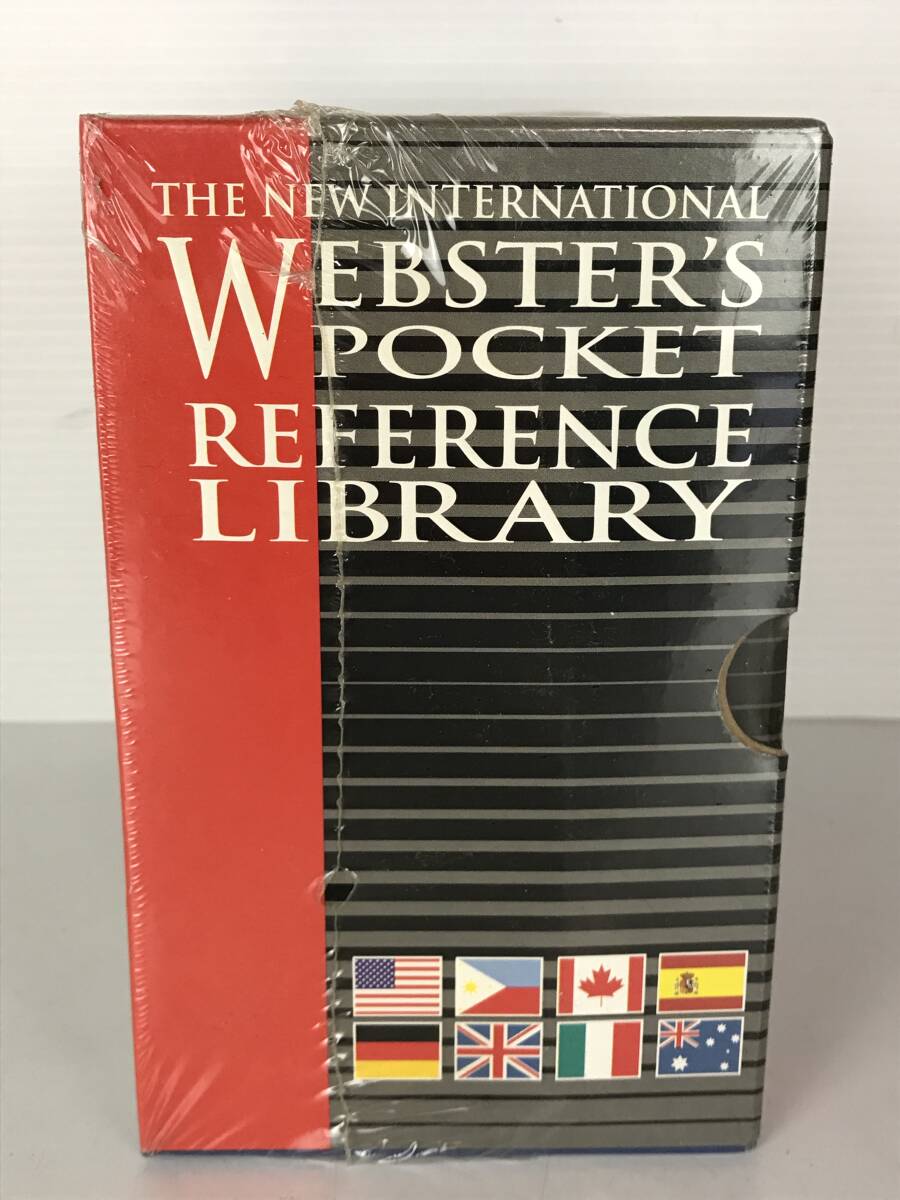 THE NEW INTERNATIONAL
WEBSTER'S
POCKET
REFERENCE
LIBRARY